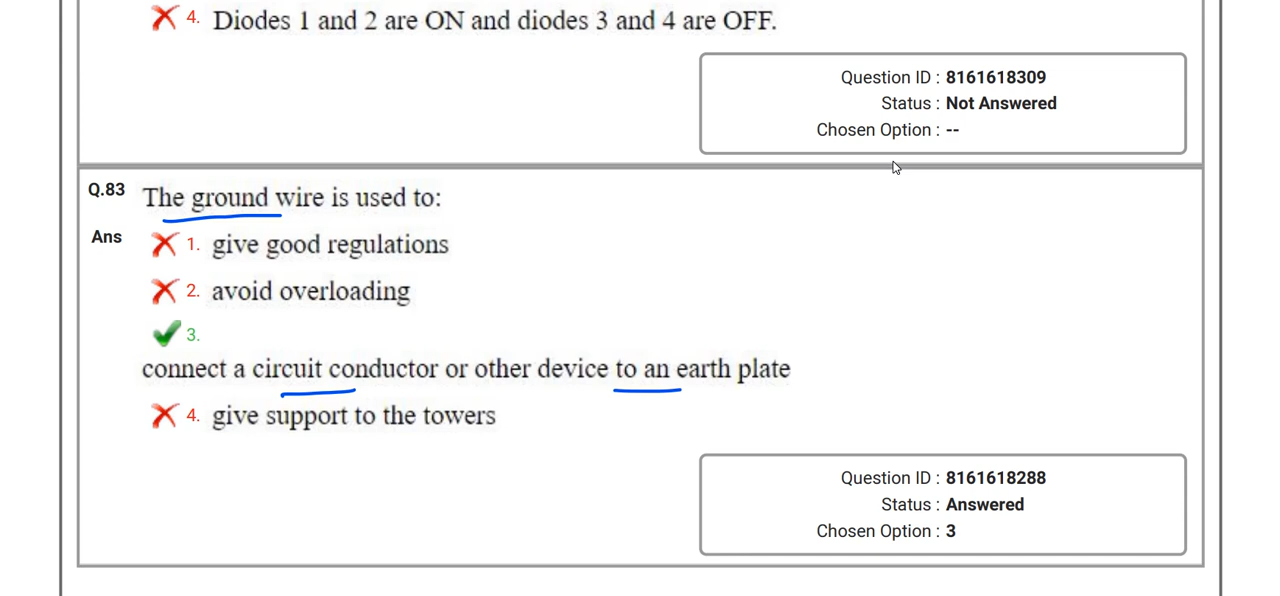 4. Diodes 1 and 2 are ON and diodes 3 and 4 are OFF.
Question ID : 8161618309
Status : Not Answered
Chosen Option : --
Q.83 The ground wire is used to:
Ans 1. give good regulations
2. avoid overloading
3.
connect a circuit conductor or other device to an earth plate
4. give support to the towers
Question ID : 8161618288
Status : Answered
Chosen Option : 3